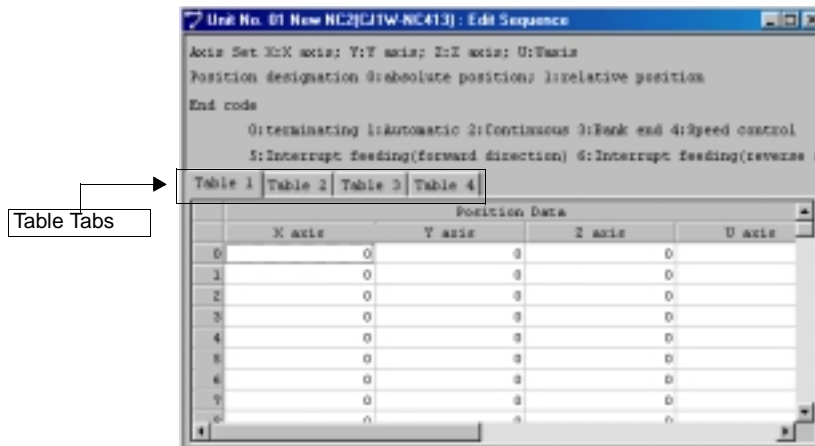 Unit No. 01 New NC2[CJ1W-NC413] : Edit Sequence
Axis Set X:X axis; Y:Y axis; Z:Z axis; U:Uaxis
Position designation 0:absolute position; 1:relative position
End code
0:terminating 1:Automatic 2:Continuous 3:Bank end 4:Speed control
5:Interrupt feeding(forward direction) 6:Interrupt feeding(reverse
Table 1 Table 2 Table 3 Table 4
Table Tabs
Position Data
X axis Y axis Z axis U axis
0 0 0 0
1 0 0 0
2 0 0 0
3 0 0 0
4 0 0 0
5 0 0 0
6 0 0 0
7 0 0 0